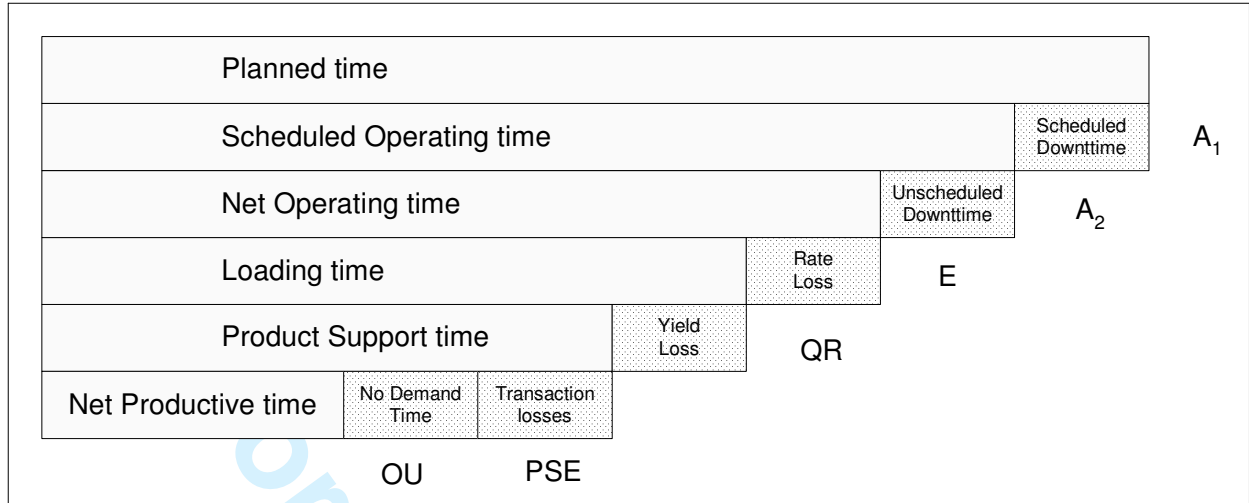 Planned time
Scheduled Operating time
Scheduled
Downttime
A₁
Net Operating time
Unscheduled
Downttime
A₂
Loading time
Rate
Loss
E
Product Support time
Yield
Loss
QR
Net Productive time
No Demand
Time
Transaction
losses
OU
PSE